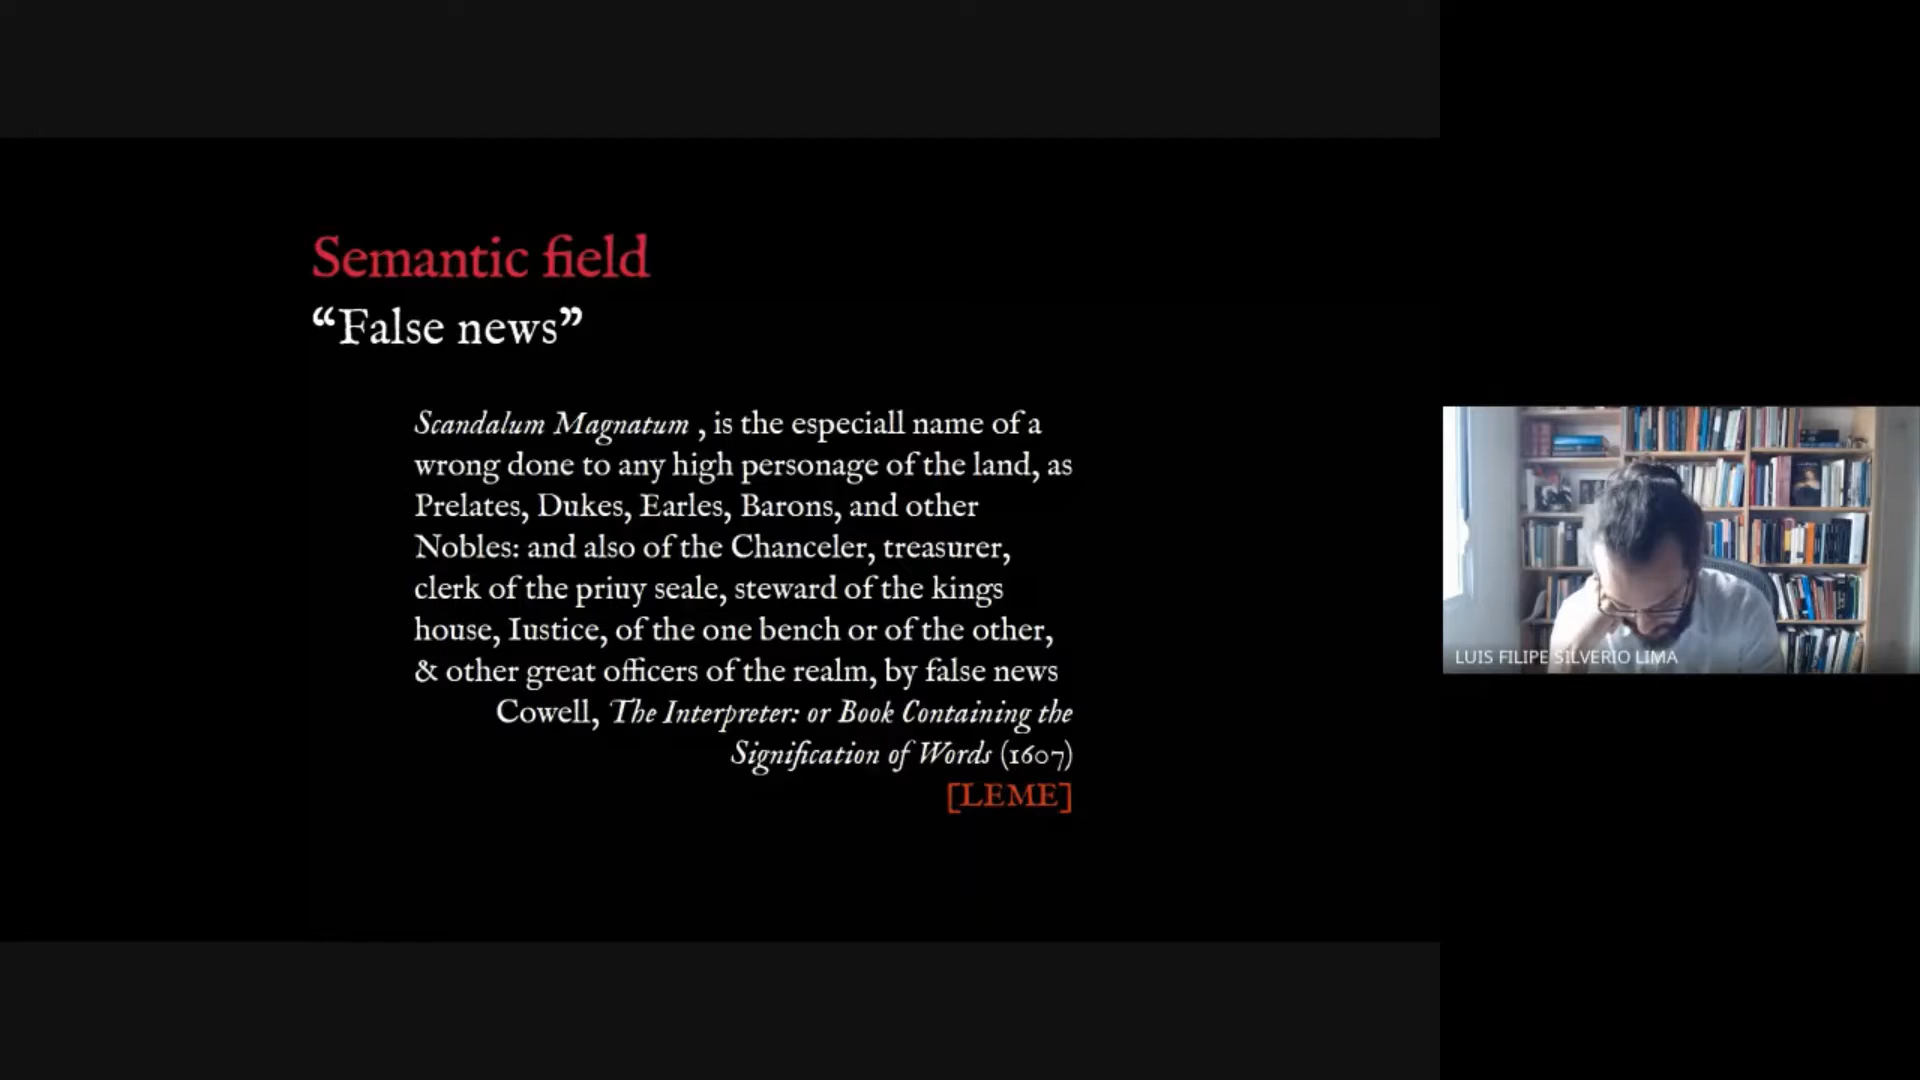 Semantic field
“False news”
Scandalum Magnatum , is the especiall name of a
wrong done to any high personage of the land, as
Prelates, Dukes, Earles, Barons, and other
Nobles: and also of the Chanceler, treasurer,
clerk of the priuy seale, steward of the kings
house, Iustice, of the one bench or of the other,
& other great officers of the realm, by false news
Cowell, The Interpreter: or Book Containing the
Signification of Words (1607)
[LEME]
LUIS FILIPE SILVERIO LIMA